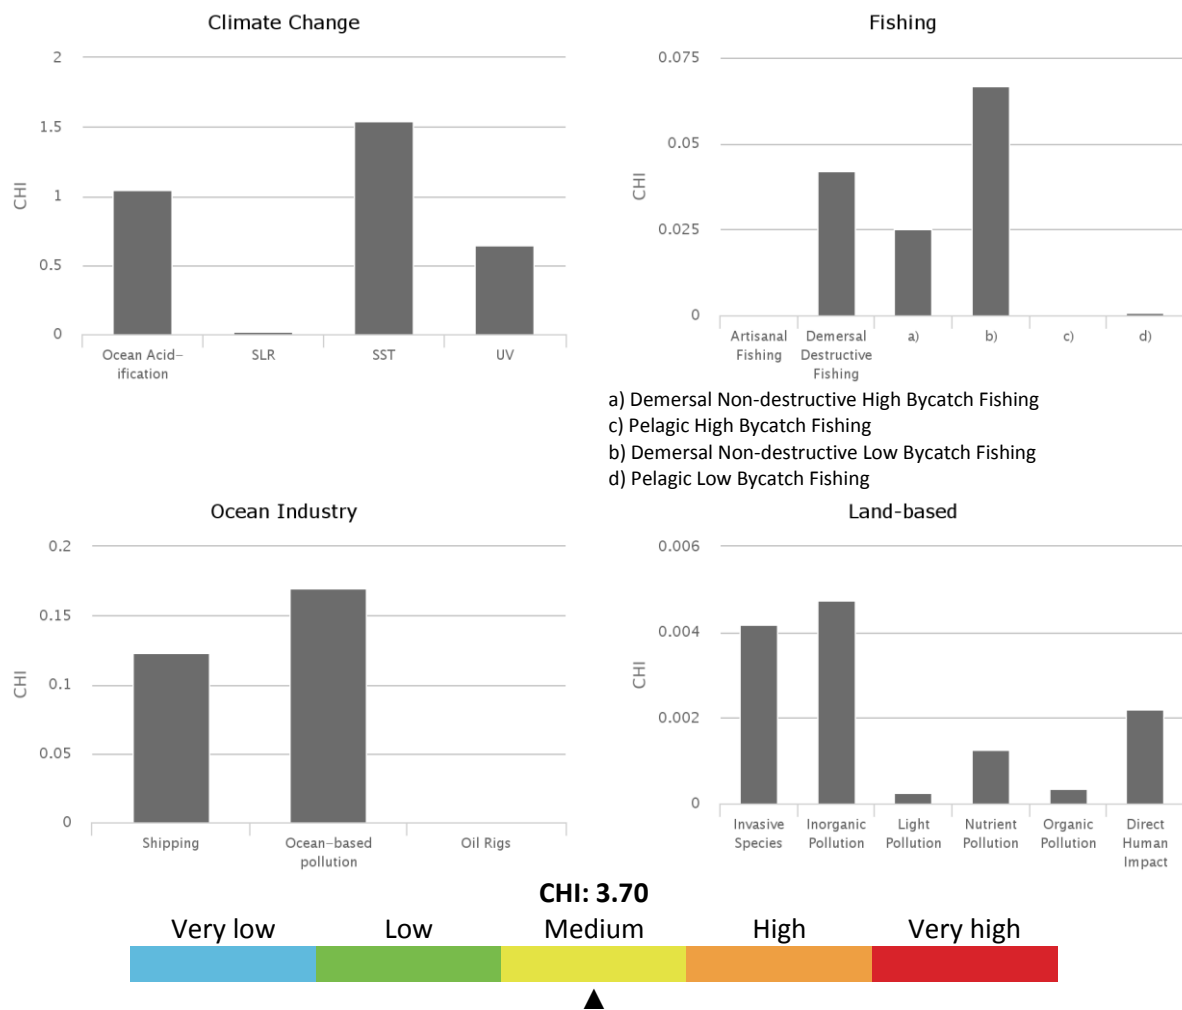 Climate Change
2
1.5
1
0.5
0
CHI
Ocean Acid–
ification
SLR
SST
UV
Fishing
0.075
0.05
0.025
0
CHI
Artisanal
Fishing
Demersal
Destructive
Fishing
a)
b)
c)
d)
a) Demersal Non-destructive High Bycatch Fishing
c) Pelagic High Bycatch Fishing
b) Demersal Non-destructive Low Bycatch Fishing
d) Pelagic Low Bycatch Fishing
Ocean Industry
0.2
0.15
0.1
0.05
0
CHI
Shipping
Ocean–based
pollution
Oil Rigs
Land-based
0.006
0.004
0.002
0
CHI
Invasive
Species
Inorganic
Pollution
Light
Pollution
Nutrient
Pollution
Organic
Pollution
Direct
Human
Impact
CHI: 3.70
Very low Low Medium High Very high